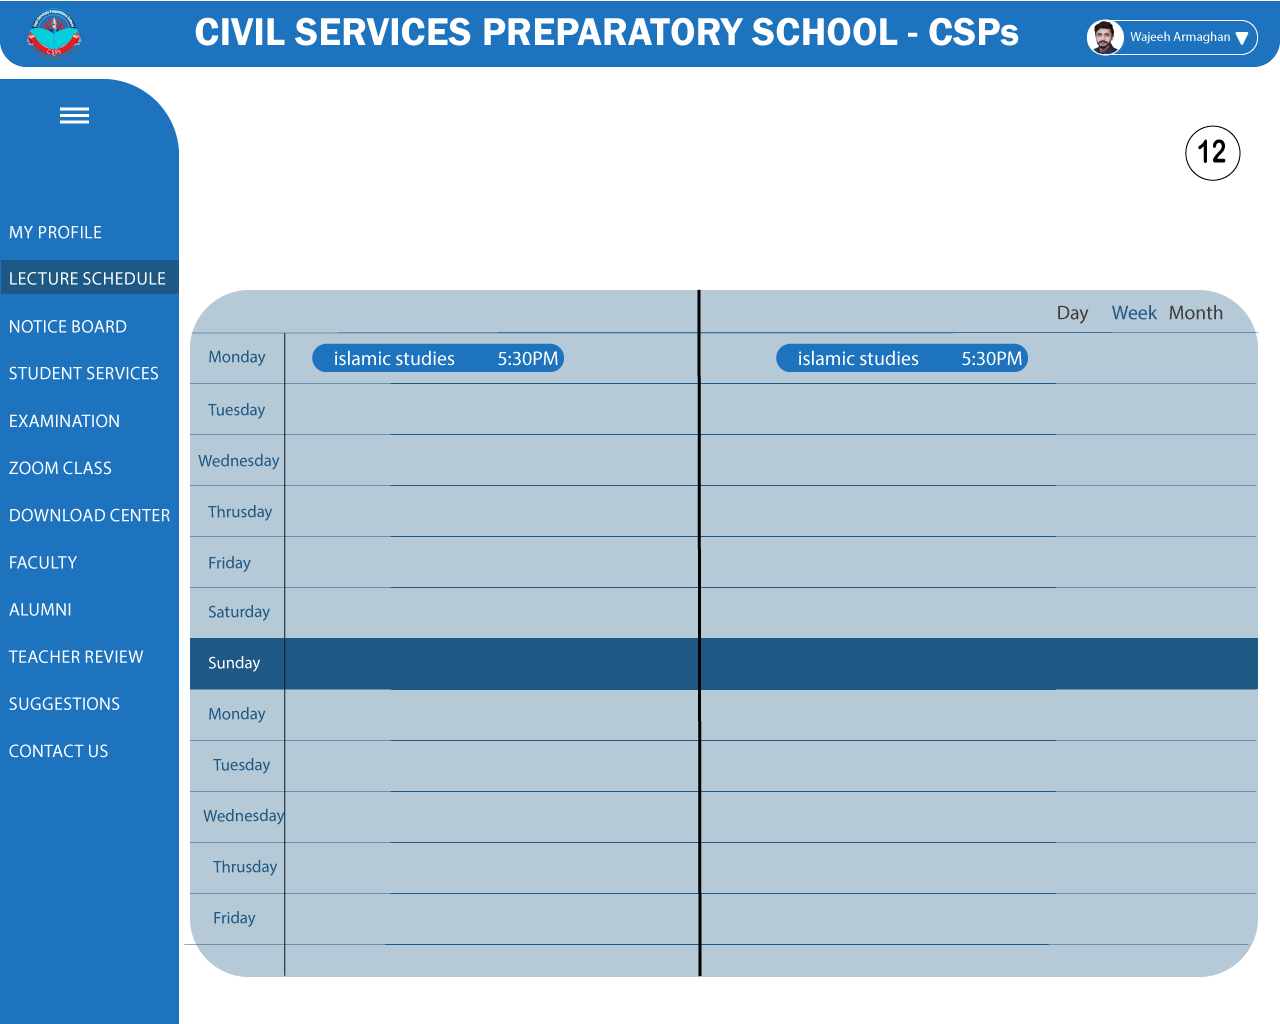 CIVIL SERVICES PREPARATORY SCHOOL - CSPs
Wajeeh Armaghan
12
MY PROFILE
LECTURE SCHEDULE
NOTICE BOARD
STUDENT SERVICES
EXAMINATION
ZOOM CLASS
DOWNLOAD CENTER
FACULTY
ALUMNI
TEACHER REVIEW
SUGGESTIONS
CONTACT US
Day Week Month
Monday islamic studies 5:30PM islamic studies 5:30PM
Tuesday
Wednesday
Thrusday
Friday
Saturday
Sunday
Monday
Tuesday
Wednesday
Thrusday
Friday